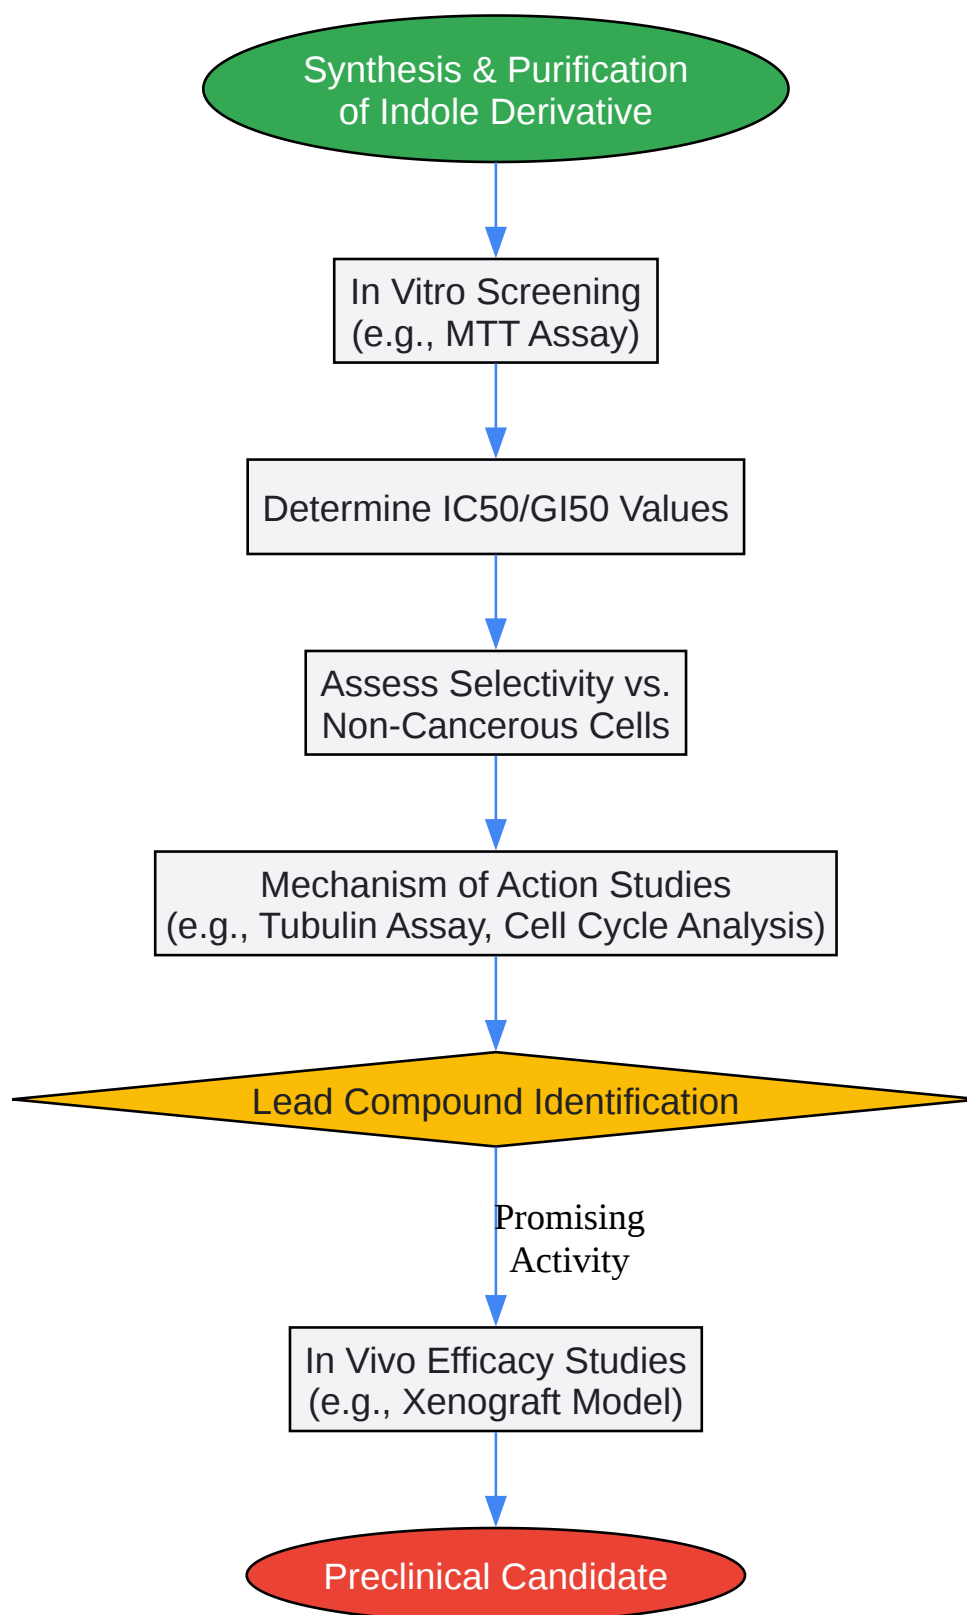 Synthesis & Purification
of Indole Derivative
In Vitro Screening
(e.g., MTT Assay)
Determine IC50/GI50 Values
Assess Selectivity vs.
Non-Cancerous Cells
Mechanism of Action Studies
(e.g., Tubulin Assay, Cell Cycle Analysis)
Lead Compound Identification
Promising
Activity
In Vivo Efficacy Studies
(e.g., Xenograft Model)
Preclinical Candidate